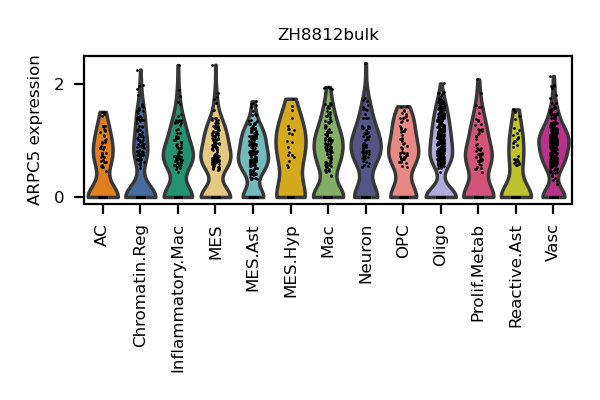 ZH8812bulk
ARPC5 expression
2
0
AC
Chromatin.Reg
Inflammatory.Mac
MES
MES.Ast
MES.Hyp
Mac
Neuron
OPC
Oligo
Prolif.Metab
Reactive.Ast
Vasc